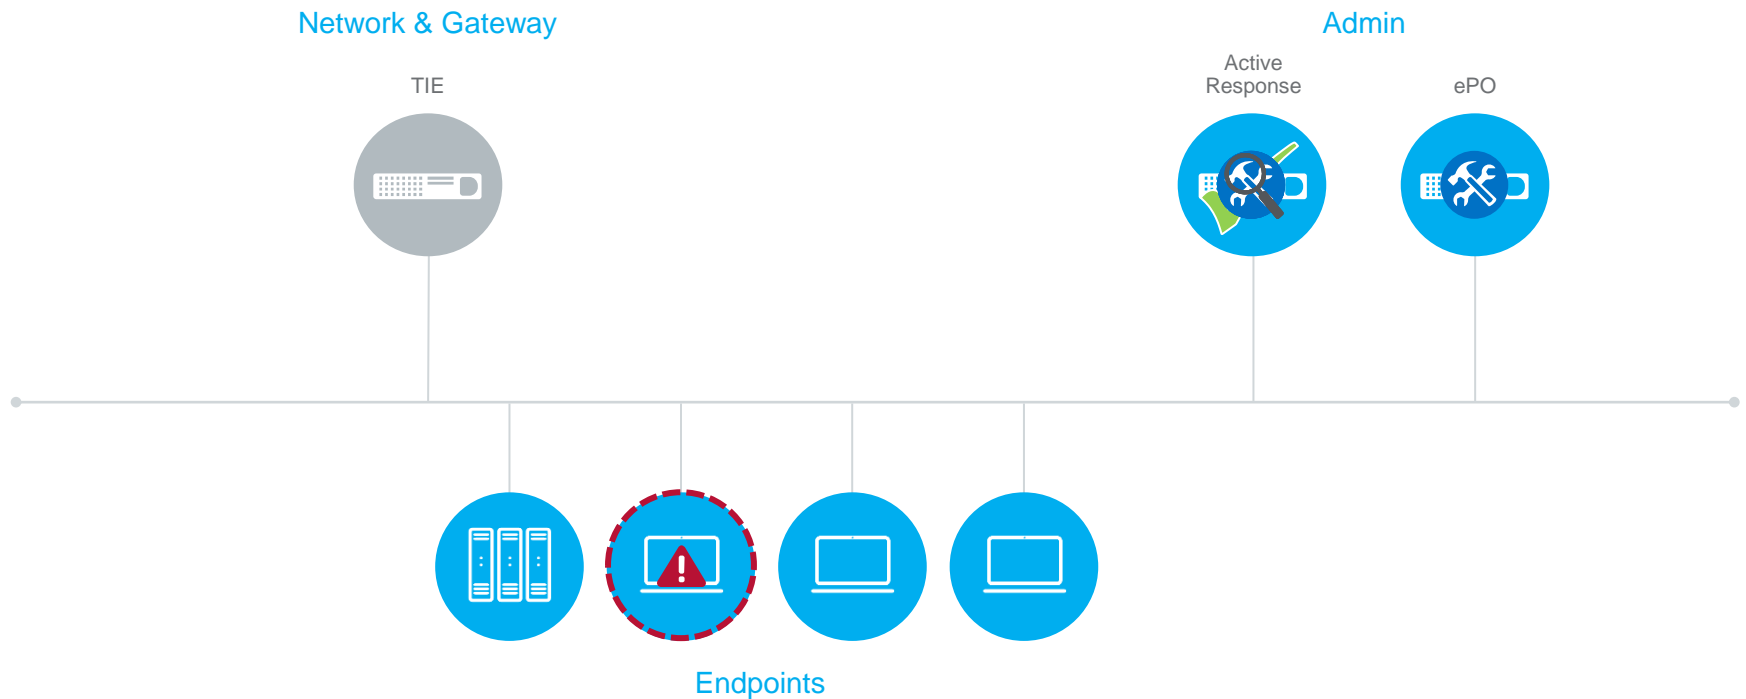 Network & Gateway
Admin
TIE
Active
Response
ePO
Endpoints